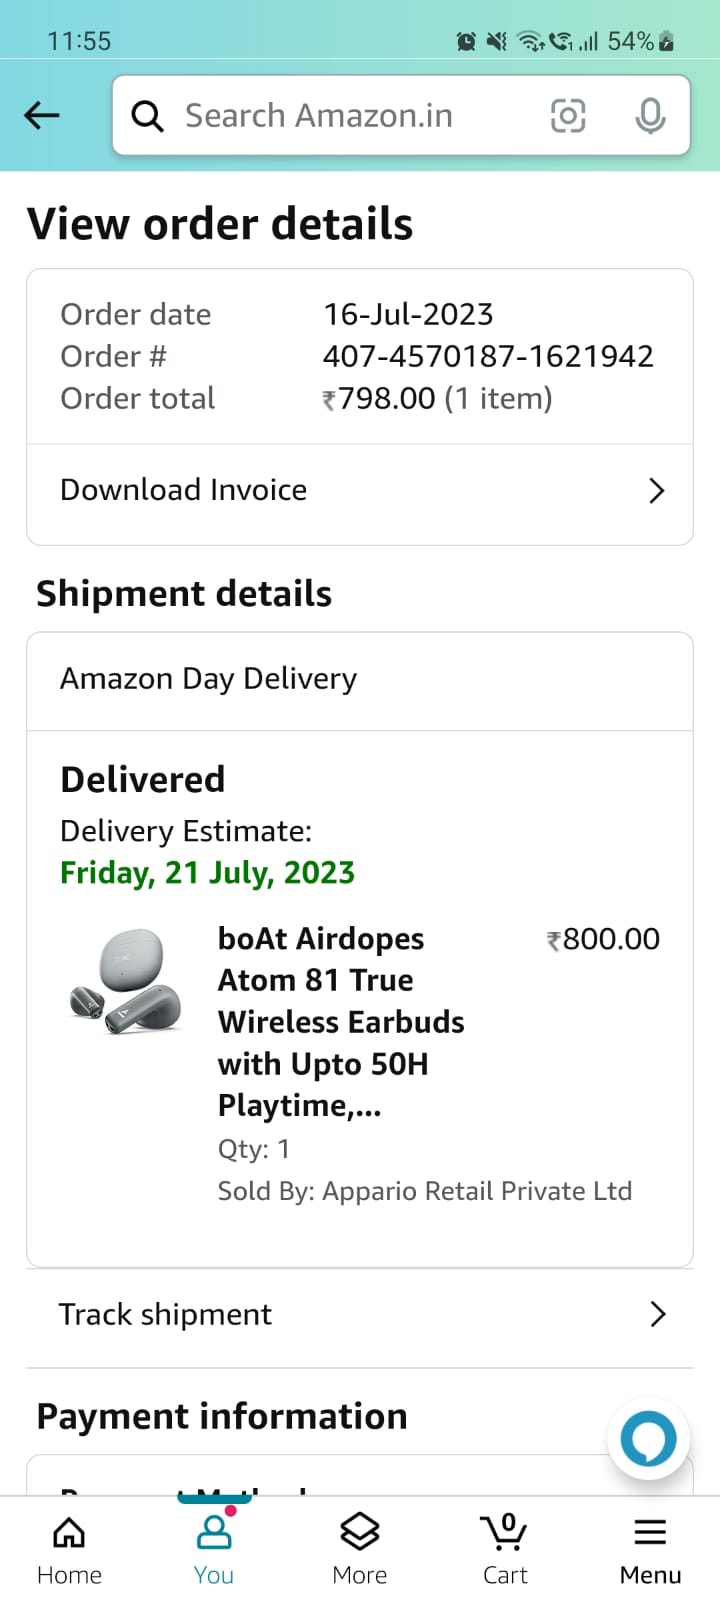 11:55
54%
Search Amazon.in
View order details
Order date 16-Jul-2023
Order # 407-4570187-1621942
Order total ₹798.00 (1 item)
Download Invoice
Shipment details
Amazon Day Delivery
Delivered
Delivery Estimate:
Friday, 21 July, 2023
boAt Airdopes ₹800.00
Atom 81 True
Wireless Earbuds
with Upto 50H
Playtime,...
Qty: 1
Sold By: Appario Retail Private Ltd
Track shipment
Payment information
0
Home You More Cart Menu